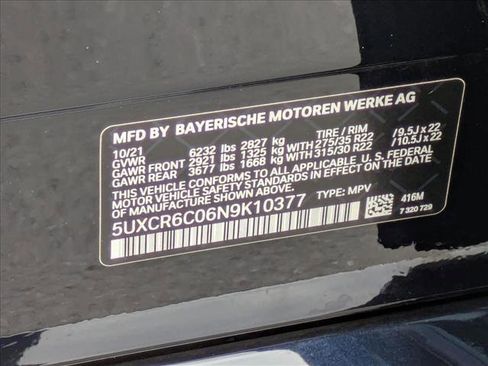 MFD BY BAYERISCHE MOTOREN WERKE AG
10/21 TIRE / RIM
GVWR 6232 lbs 2827 kg
GAWR FRONT 2921 lbs 1325 kg WITH 275/35 R22 / 9.5J x 22
GAWR REAR 3677 lbs 1668 kg WITH 315/30 R22 / 10.5J x 22
THIS VEHICLE CONFORMS TO ALL APPLICABLE U.S. FEDERAL
MOTOR VEHICLE SAFETY STANDARDS IN EFFECT ON THE
DATE OF MANUFACTURE SHOWN ABOVE.
5UXCR6C06N9K10377 TYPE: MPV
416M
7 320 729